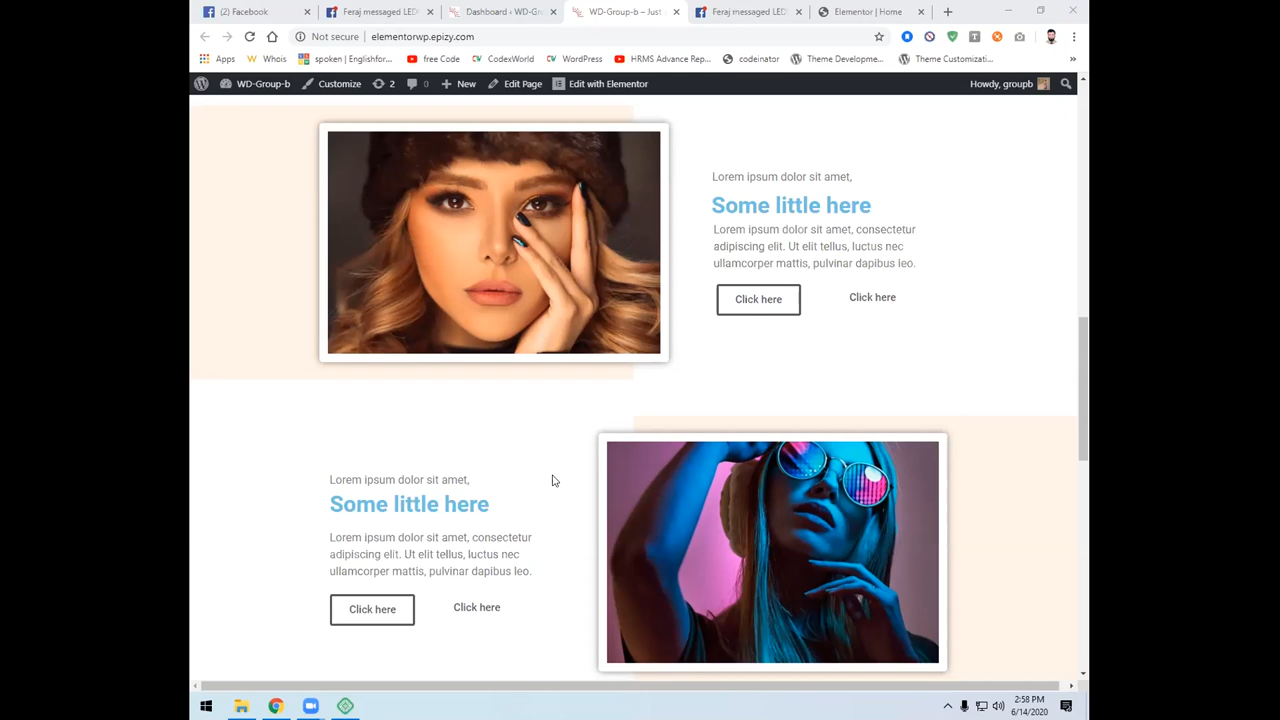 (2) Facebook
Feraj messaged LED
Dashboard ‹ WD-Gr
WD-Group-b – Just
Feraj messaged LED
Elementor | Home
Not secure
elementorwp.epizy.com
Apps
Whois
spoken | Englishfor...
free Code
CodexWorld
WordPress
HRMS Advance Rep...
codeinator
Theme Developme...
Theme Customizati...
»
WD-Group-b
Customize
2
0
New
Edit Page
Edit with Elementor
Howdy, groupb
Lorem ipsum dolor sit amet,
Some little here
Lorem ipsum dolor sit amet, consectetur
adipiscing elit. Ut elit tellus, luctus nec
ullamcorper mattis, pulvinar dapibus leo.
Click here
Click here
Lorem ipsum dolor sit amet,
Some little here
Lorem ipsum dolor sit amet, consectetur
adipiscing elit. Ut elit tellus, luctus nec
ullamcorper mattis, pulvinar dapibus leo.
Click here
Click here
2:58 PM
6/14/2020